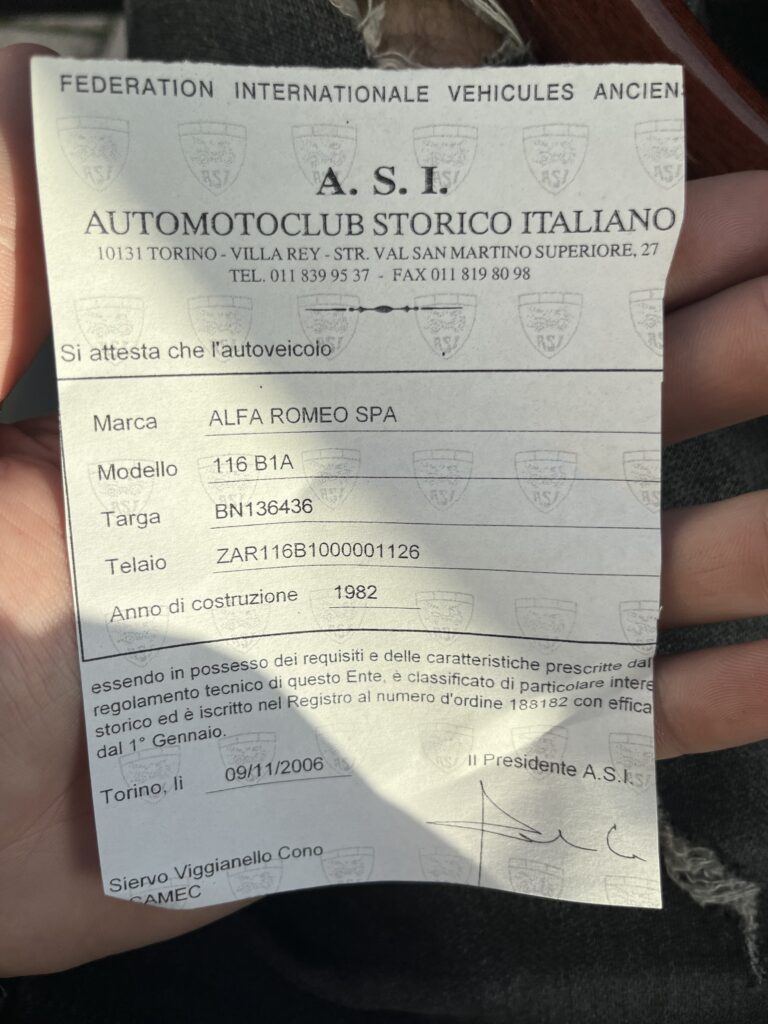 FEDERATION INTERNATIONALE VEHICULES ANCIENS
A. S. I.
AUTOMOTOCLUB STORICO ITALIANO
10131 TORINO - VILLA REY - STR. VAL SAN MARTINO SUPERIORE, 27
TEL. 011 839 95 37 - FAX 011 819 80 98
Si attesta che l'autoveicolo
Marca ALFA ROMEO SPA
Modello 116 B1A
Targa BN136436
Telaio ZAR116B1000001126
Anno di costruzione 1982
essendo in possesso dei requisiti e delle caratteristiche prescritte dal
regolamento tecnico di questo Ente, è classificato di particolare intere
storico ed è iscritto nel Registro al numero d'ordine 188182 con effica
dal 1° Gennaio.
Torino, lì 09/11/2006
Il Presidente A.S.I.
Siervo Viggianello Cono
CAMEC